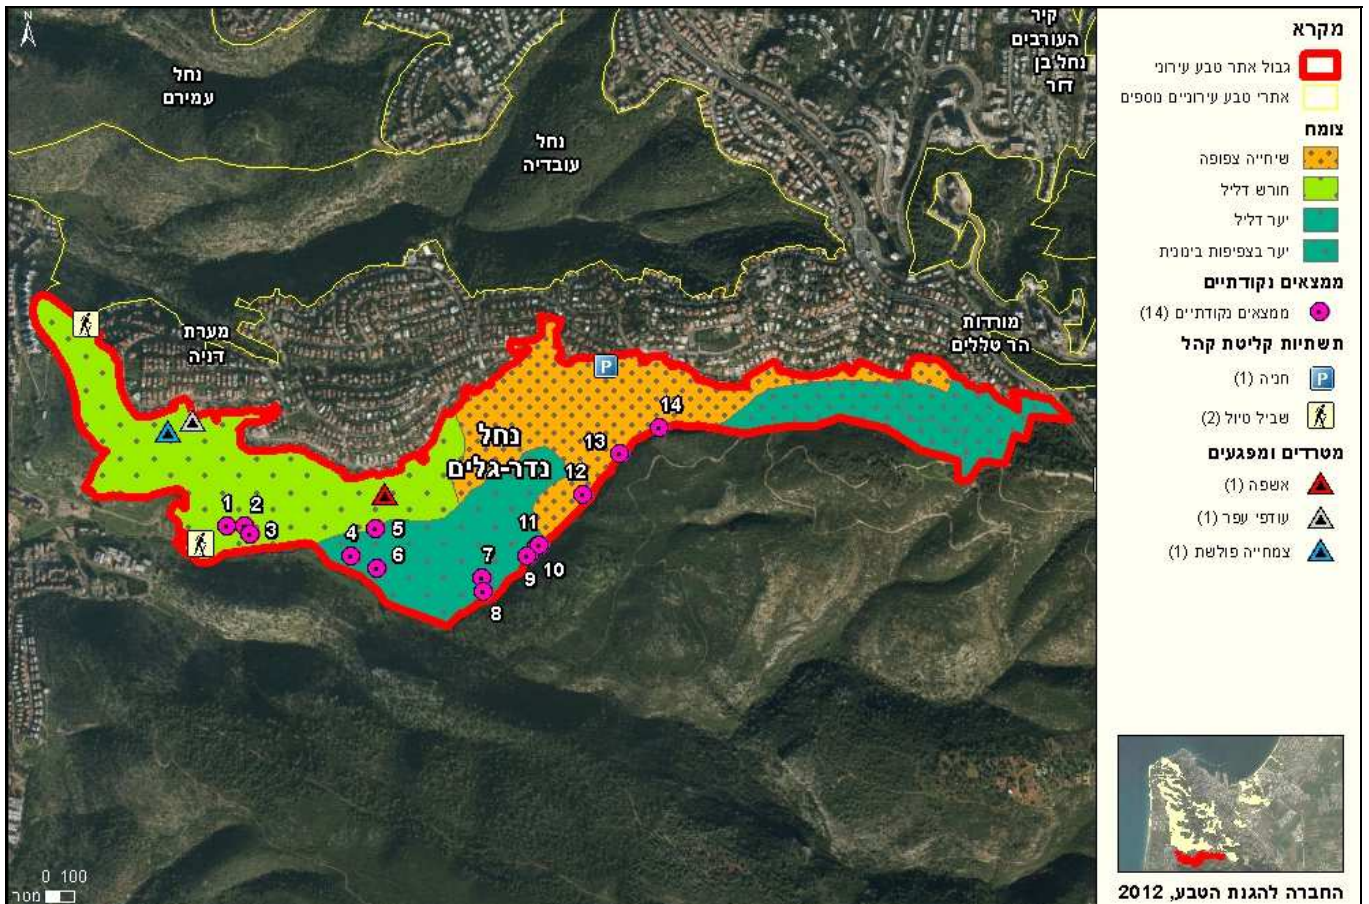 N
נחל
עמירם
נחל
עובדיה
קיר
העורבים
נחל בן
דור
מערת
דניה
מורדות
הר טללים
נחל
נדר-גלים
1
2
3
4
5
6
7
8
9
10
11
12
13
14
P
0 100
מטר
מקרא
גבול אתר טבע עירוני
אתרי טבע עירוניים נוספים
צומח
שיחייה צפופה
חורש דליל
יער דליל
יער בצפיפות בינונית
ממצאים נקודתיים
ממצאים נקודתיים (14)
תשתיות קליטת קהל
P חניה (1)
שביל טיול (2)
מטרדים ומפגעים
אשפה (1)
עודפי עפר (1)
צמחייה פולשת (1)
החברה להגנת הטבע, 2012